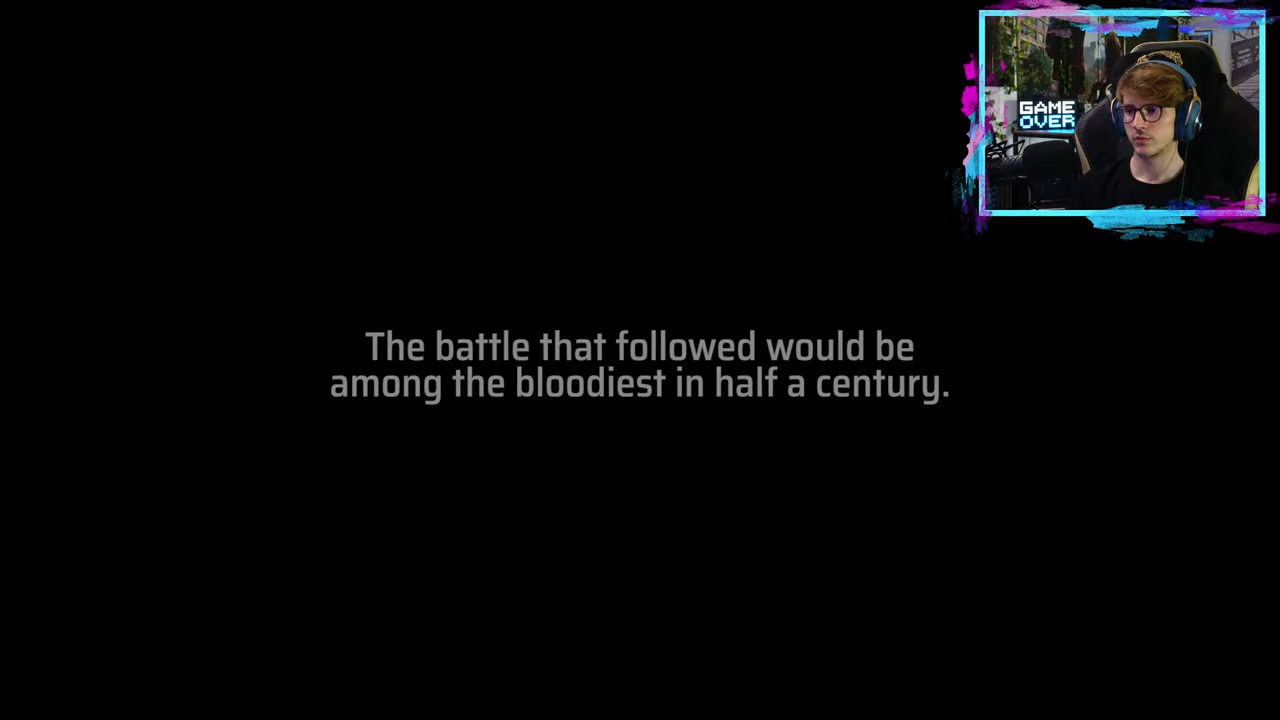 GAME
OVER
The battle that followed would be
among the bloodiest in half a century.